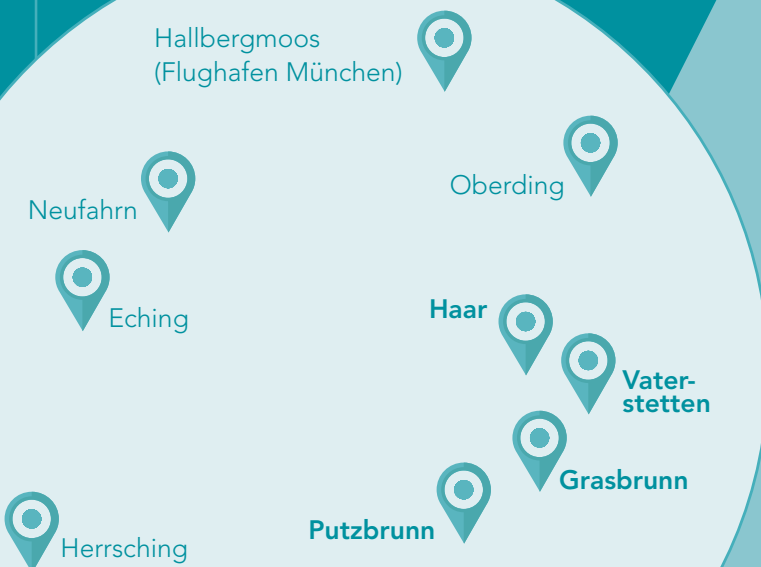 Hallbergmoos
(Flughafen München)
Oberding
Neufahrn
Eching
Haar
Vater-
stetten
Grasbrunn
Putzbrunn
Herrsching